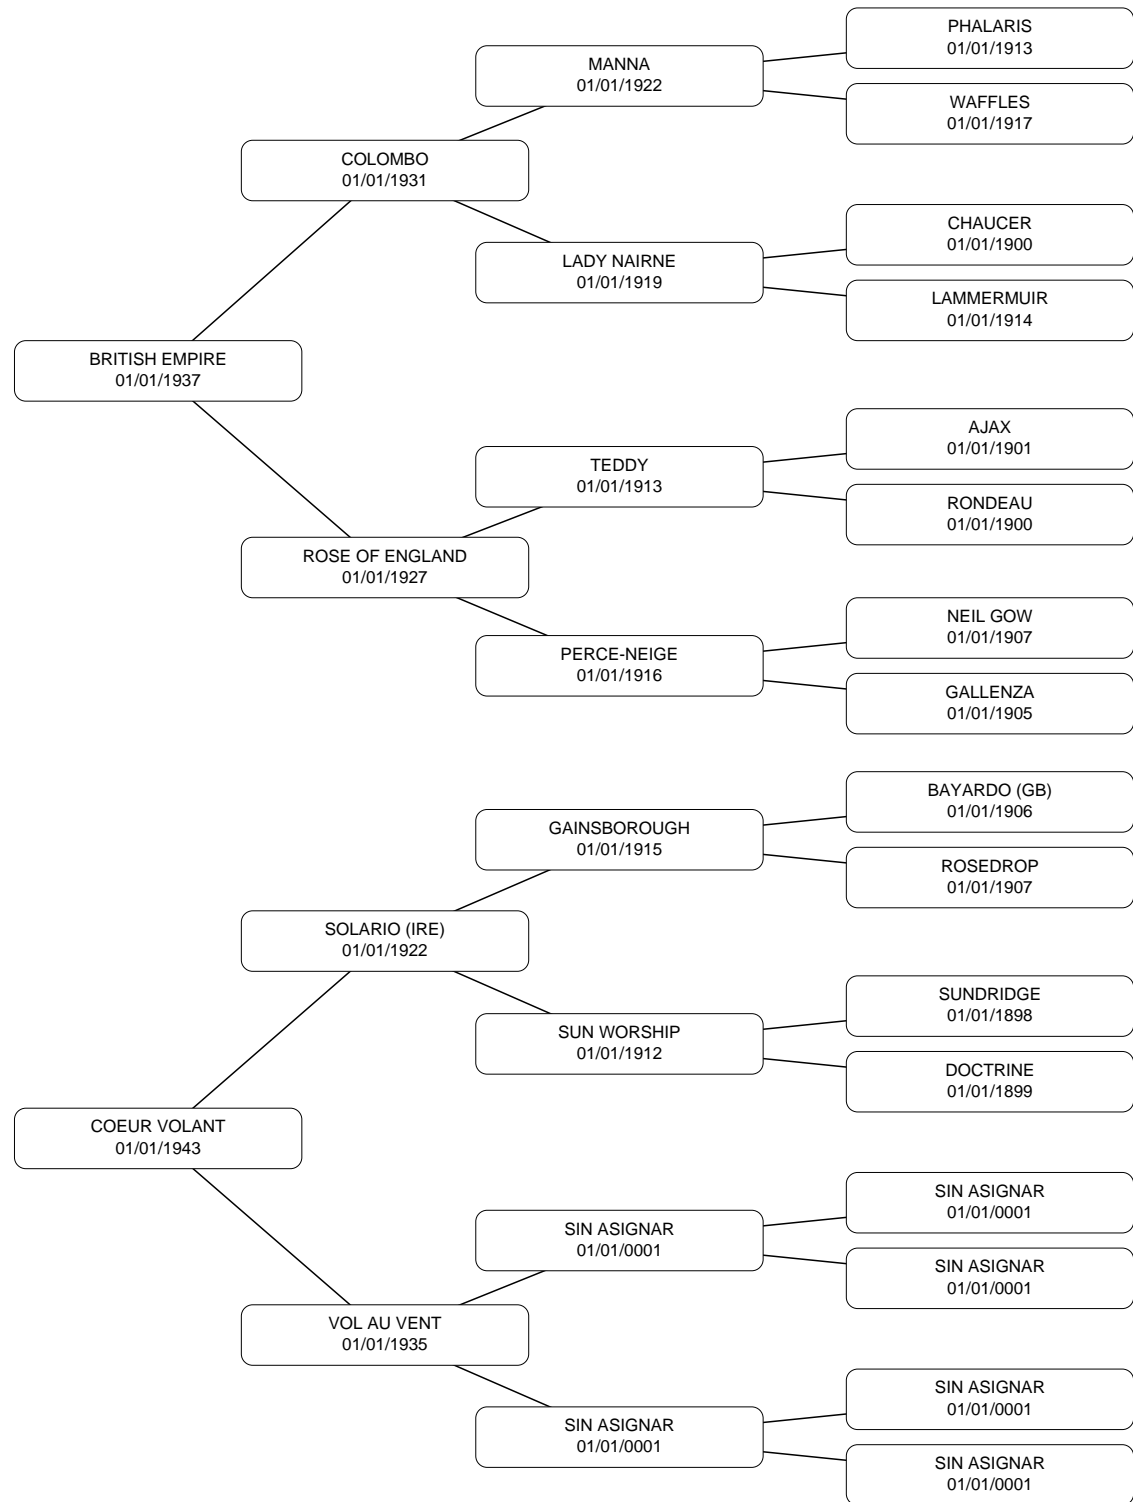 PHALARIS
01/01/1913
MANNA
01/01/1922
WAFFLES
01/01/1917
COLOMBO
01/01/1931
CHAUCER
01/01/1900
LADY NAIRNE
01/01/1919
LAMMERMUIR
01/01/1914
BRITISH EMPIRE
01/01/1937
AJAX
01/01/1901
TEDDY
01/01/1913
RONDEAU
01/01/1900
ROSE OF ENGLAND
01/01/1927
NEIL GOW
01/01/1907
PERCE-NEIGE
01/01/1916
GALLENZA
01/01/1905
BAYARDO (GB)
01/01/1906
GAINSBOROUGH
01/01/1915
ROSEDROP
01/01/1907
SOLARIO (IRE)
01/01/1922
SUNDRIDGE
01/01/1898
SUN WORSHIP
01/01/1912
DOCTRINE
01/01/1899
COEUR VOLANT
01/01/1943
SIN ASIGNAR
01/01/0001
SIN ASIGNAR
01/01/0001
SIN ASIGNAR
01/01/0001
VOL AU VENT
01/01/1935
SIN ASIGNAR
01/01/0001
SIN ASIGNAR
01/01/0001
SIN ASIGNAR
01/01/0001